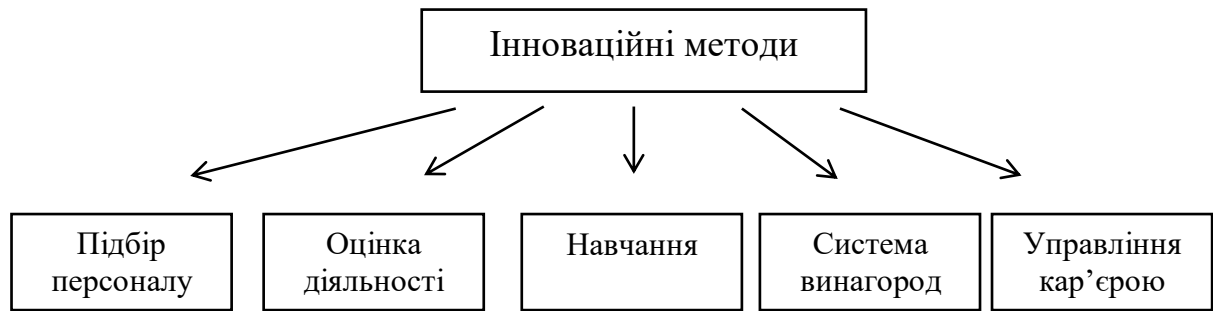 Інноваційні методи
Підбір
персоналу
Оцінка
діяльності
Навчання
Система
винагород
Управління
кар’єрою